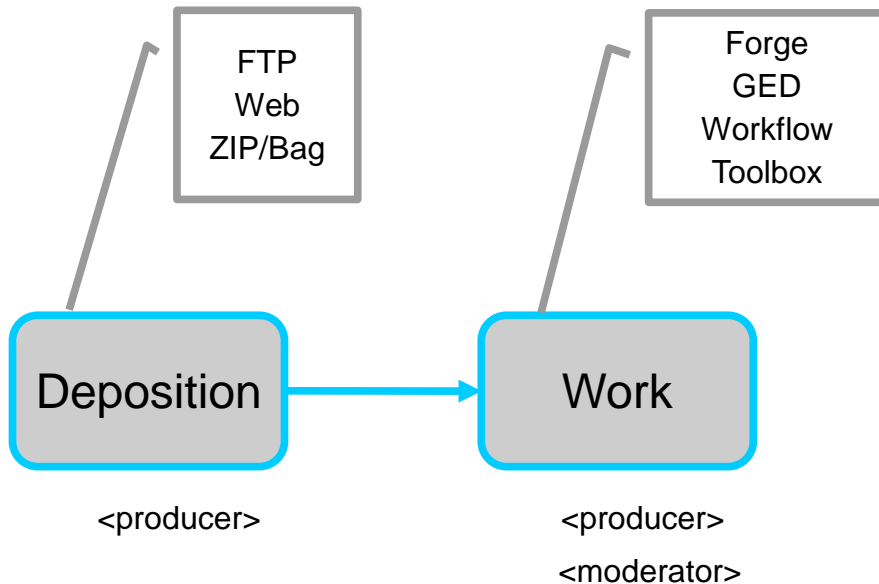 FTP
Web
ZIP/Bag
Forge
GED
Workflow
Toolbox
Deposition
Work
<producer>
<producer>
<moderator>